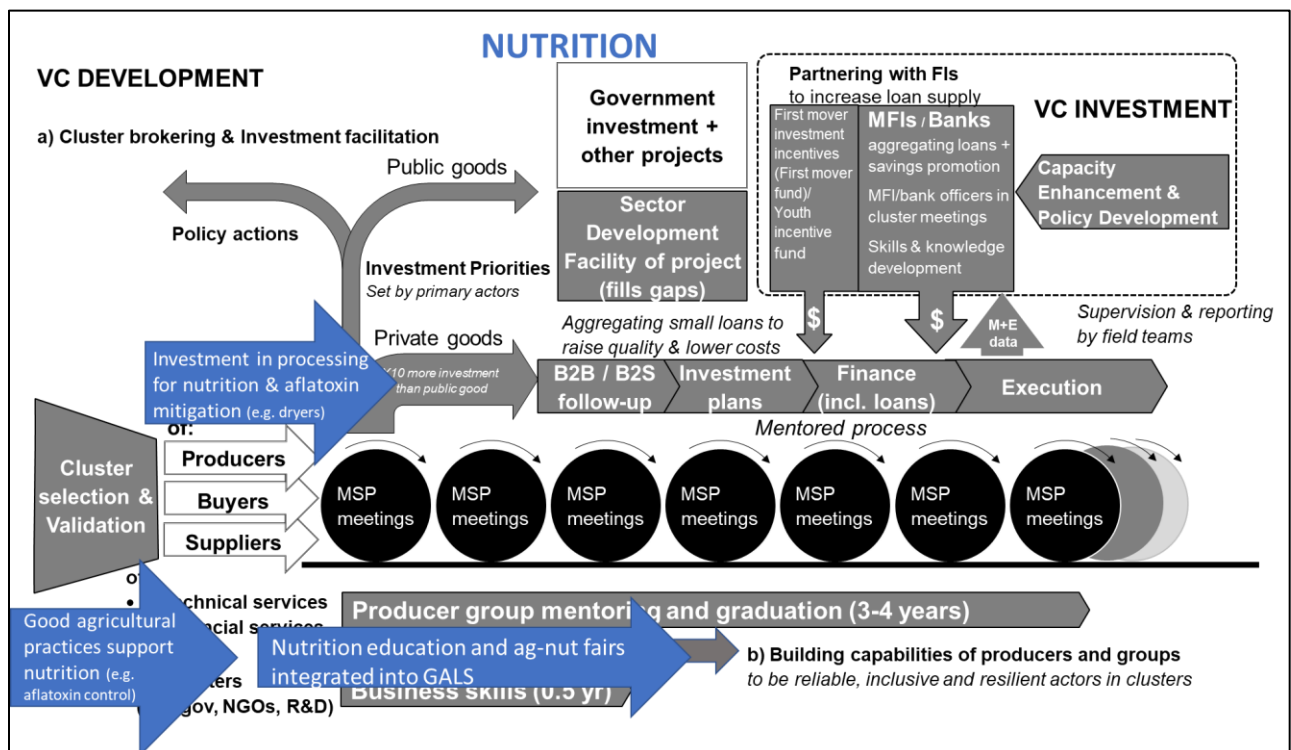 NUTRITION
VC DEVELOPMENT
a) Cluster brokering & Investment facilitation
Public goods
Policy actions
Investment Priorities
Set by primary actors
Private goods
10 more investment
than public good
Government
investment +
other projects
Sector
Development
Facility of project
(fills gaps)
Partnering with FIs
to increase loan supply
VC INVESTMENT
First mover
investment
incentives
(First mover
fund)/
Youth
incentive
fund
MFIs / Banks
aggregating loans +
savings promotion
MFI/bank officers in
cluster meetings
Skills & knowledge
development
Capacity
Enhancement &
Policy Development
$
$
M+E
data
Supervision & reporting
by field teams
Aggregating small loans to
raise quality & lower costs
B2B / B2S
follow-up
Investment
plans
Finance
(incl. loans)
Execution
Mentored process
Investment in processing
for nutrition & aflatoxin
mitigation (e.g. dryers)
of:
Cluster
selection &
Validation
Producers
Buyers
Suppliers
MSP
meetings
MSP
meetings
MSP
meetings
MSP
meetings
MSP
meetings
MSP
meetings
MSP
meetings
services
services
gov, NGOs, R&D)
Good agricultural
practices support
nutrition (e.g.
aflatoxin control)
Producer group mentoring and graduation (3-4 years)
Nutrition education and ag-nut fairs
integrated into GALS
Business skills (0.5 yr)
b) Building capabilities of producers and groups
to be reliable, inclusive and resilient actors in clusters